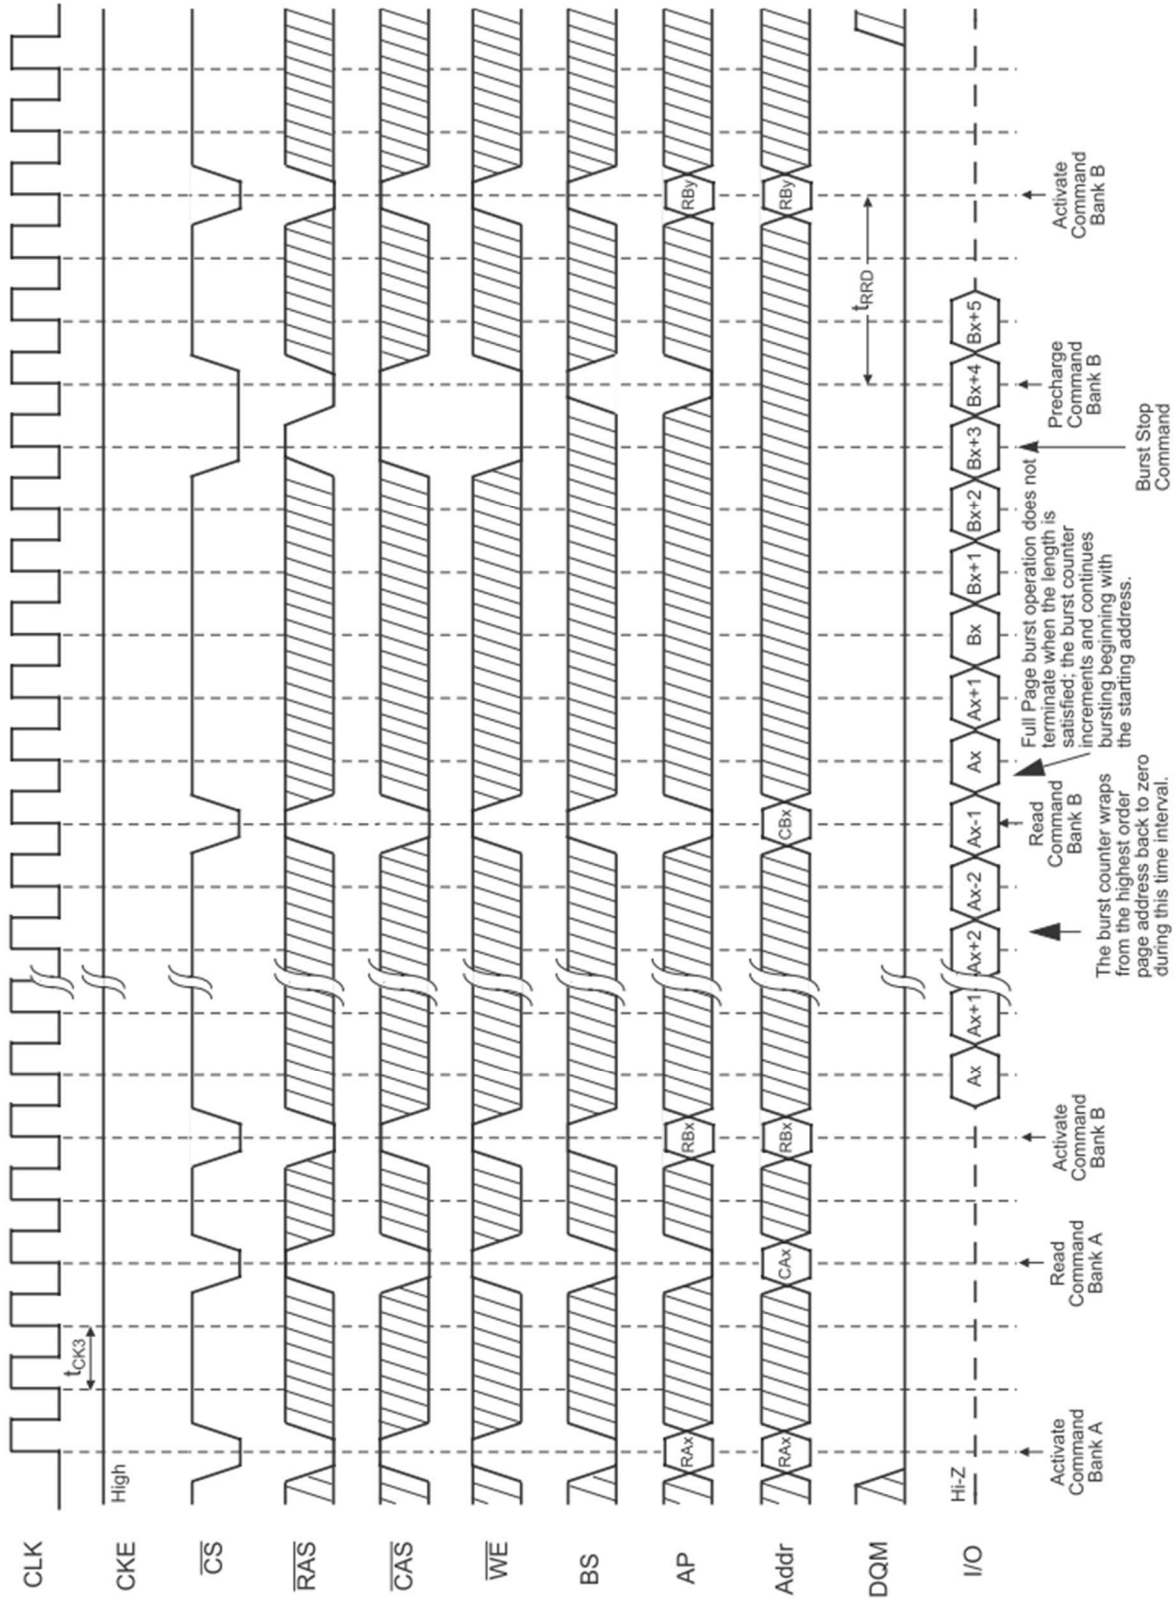 CLK
tCK3
CKE
High
CS
RAS
CAS
WE
BS
AP
RAx
RBx
RBy
Addr
RAx
CAx
RBx
CBx
RBy
DQM
tRRD
I/O
Hi-Z
Ax
Ax+1
Ax+2
Ax-2
Ax-1
Ax
Ax+1
Bx
Bx+1
Bx+2
Bx+3
Bx+4
Bx+5
Activate
Command
Bank A
Read
Command
Bank A
Activate
Command
Bank B
The burst counter wraps
from the highest order
page address back to zero
during this time interval.
Read
Command
Bank B
Full Page burst operation does not
terminate when the length is
satisfied; the burst counter
increments and continues
bursting beginning with
the starting address.
Burst Stop
Command
Precharge
Command
Bank B
Activate
Command
Bank B